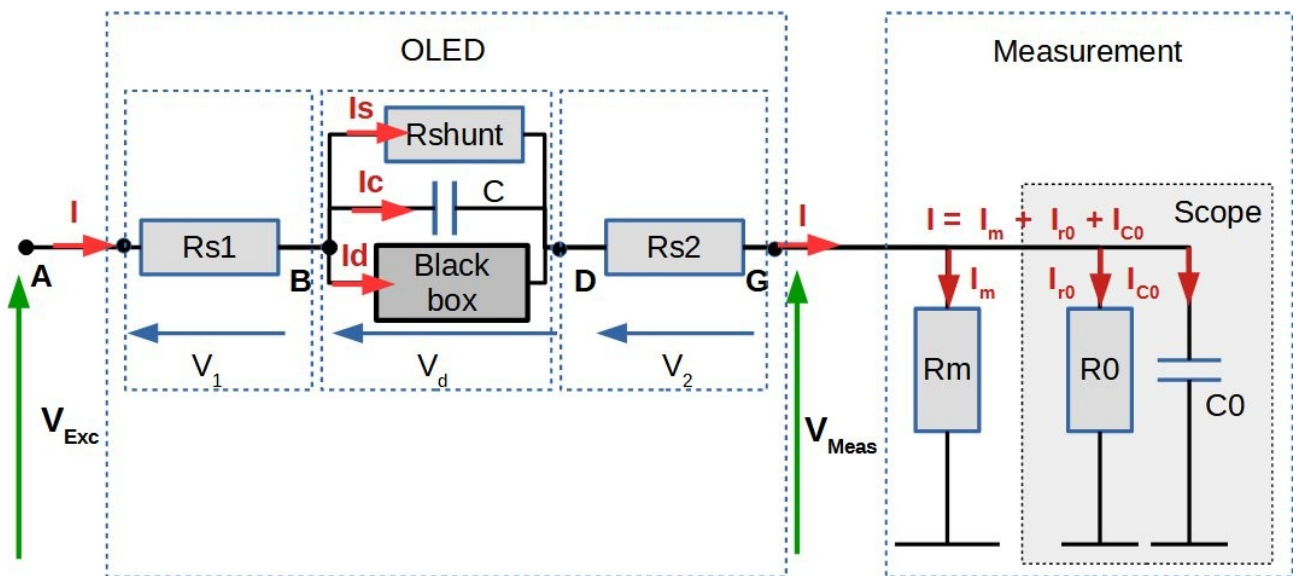 OLED
Measurement
Is
Rshunt
Ic
C
I
I
I = Im + Ir0 + IC0
Scope
Rs1
Id
Black
box
Rs2
A
B
D
G
Im
Ir0
IC0
V1
Vd
V2
Rm
R0
C0
VExc
VMeas